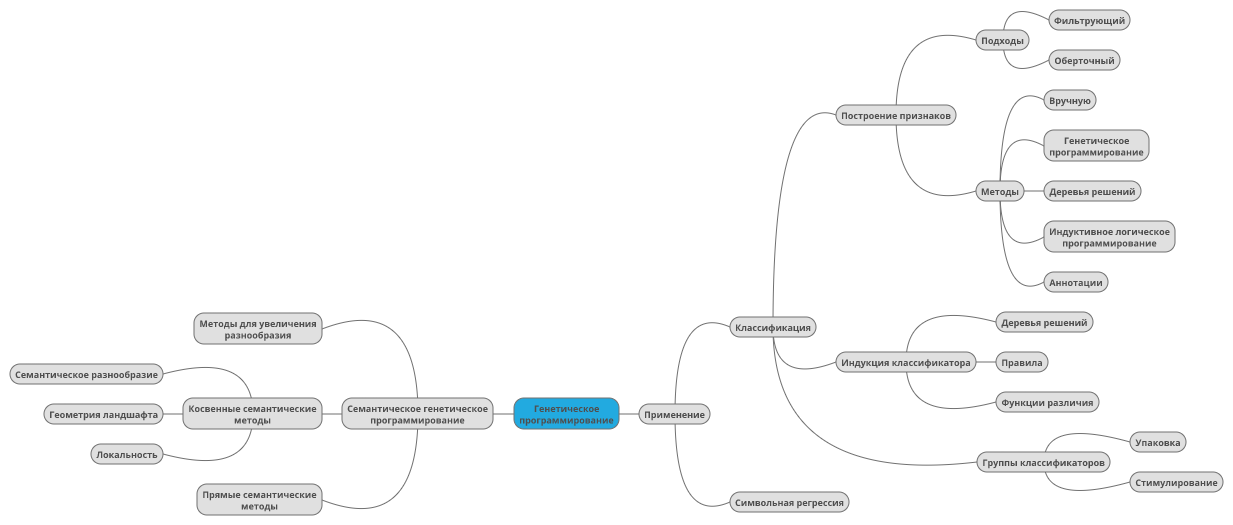 Фильтрующий
Подходы
Оберточный
Вручную
Построение признаков
Генетическое
программирование
Методы
Деревья решений
Индуктивное логическое
программирование
Аннотации
Методы для увеличения
разнообразия
Классификация
Деревья решений
Индукция классификатора
Правила
Семантическое разнообразие
Функции различия
Косвенные семантические
методы
Геометрия ландшафта
Семантическое генетическое
программирование
Генетическое
программирование
Применение
Локальность
Упаковка
Группы классификаторов
Стимулирование
Прямые семантические
методы
Символьная регрессия